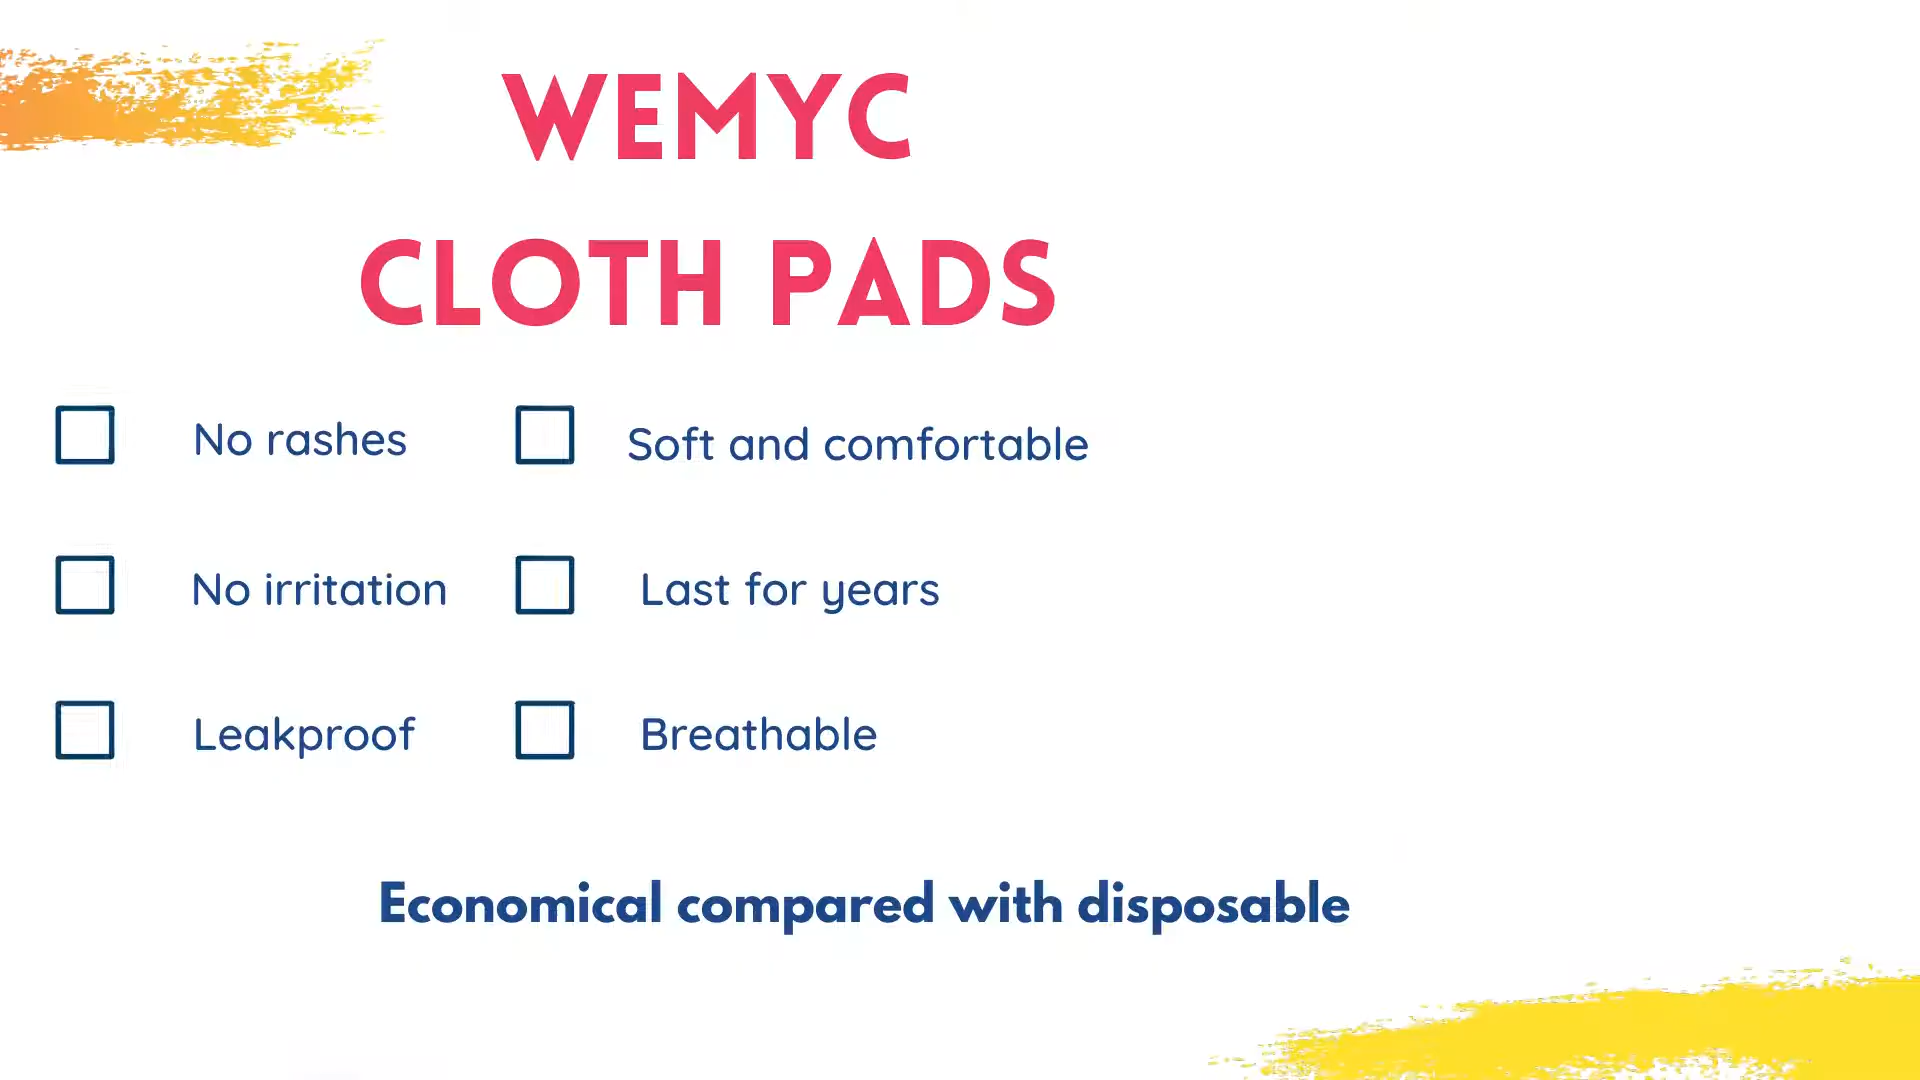 WEMYC
CLOTH PADS
No rashes
Soft and comfortable
No irritation
Last for years
Leakproof
Breathable
Economical compared with disposable